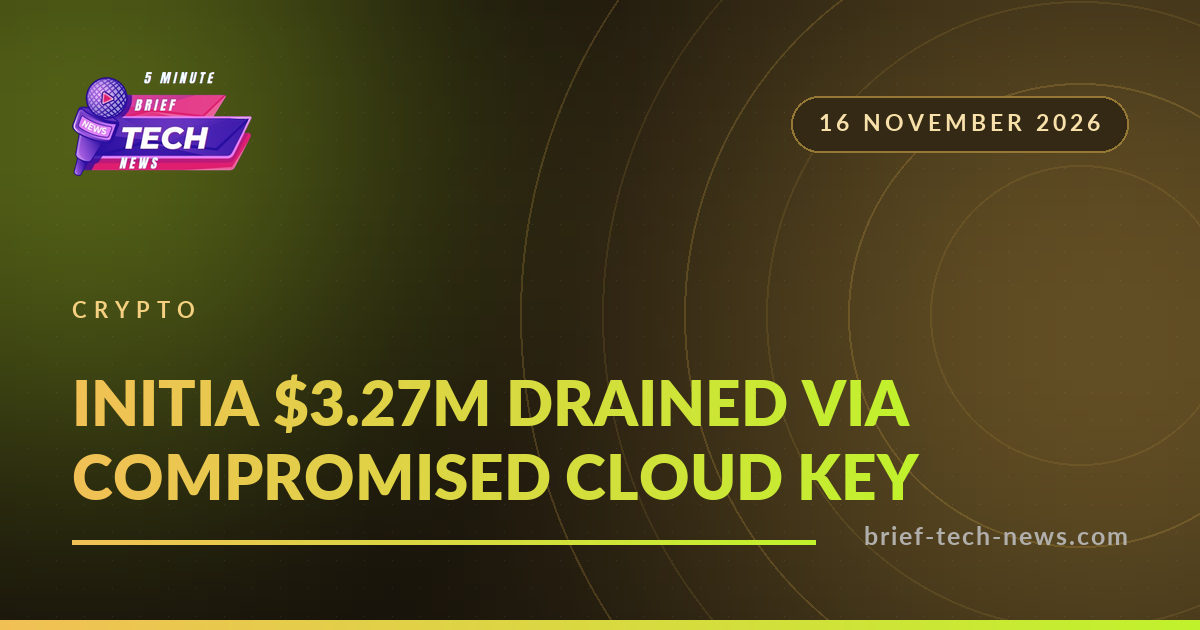 5 MINUTE
BRIEF
NEWS
TECH
NEWS
16 NOVEMBER 2026
CRYPTO
INITIA $3.27M DRAINED VIA
COMPROMISED CLOUD KEY
brief-tech-news.com